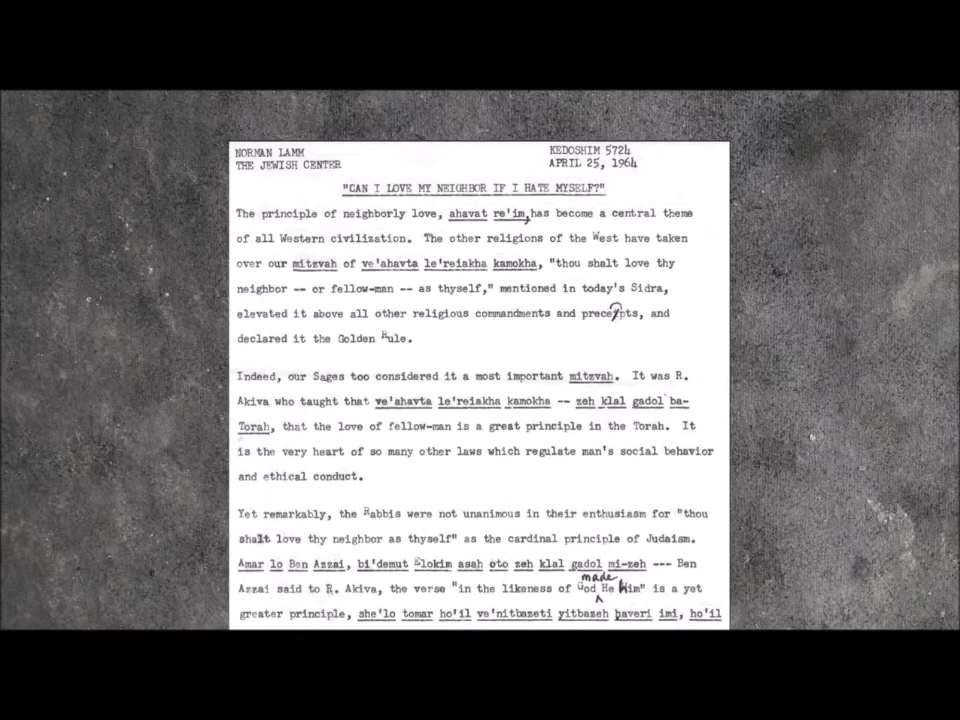 NORMAN LAMM
THE JEWISH CENTER
KEDOSHIM 5724
APRIL 25, 1964
"CAN I LOVE MY NEIGHBOR IF I HATE MYSELF?"
The principle of neighborly love, ahavat re'im, has become a central theme
of all Western civilization. The other religions of the West have taken
over our mitzvah of ve'ahavta le'reiakha kamokha, "thou shalt love thy
neighbor -- or fellow-man -- as thyself," mentioned in today's Sidra,
elevated it above all other religious commandments and precepts, and
declared it the Golden Rule.
Indeed, our Sages too considered it a most important mitzvah. It was R.
Akiva who taught that ve'ahavta le'reiakha kamokha -- zeh klal gadol ba-
Torah, that the love of fellow-man is a great principle in the Torah. It
is the very heart of so many other laws which regulate man's social behavior
and ethical conduct.
Yet remarkably, the Rabbis were not unanimous in their enthusiasm for "thou
shalt love thy neighbor as thyself" as the cardinal principle of Judaism.
Amar lo Ben Azzai, bi'demut Elokim asah oto zeh klal gadol mi-zeh --- Ben
Azzai said to R. Akiva, the verse "in the likeness of God made He him" is a yet
greater principle, she'lo tomar ho'il ve'nitbazeti yitbazeh haveri imi, ho'il